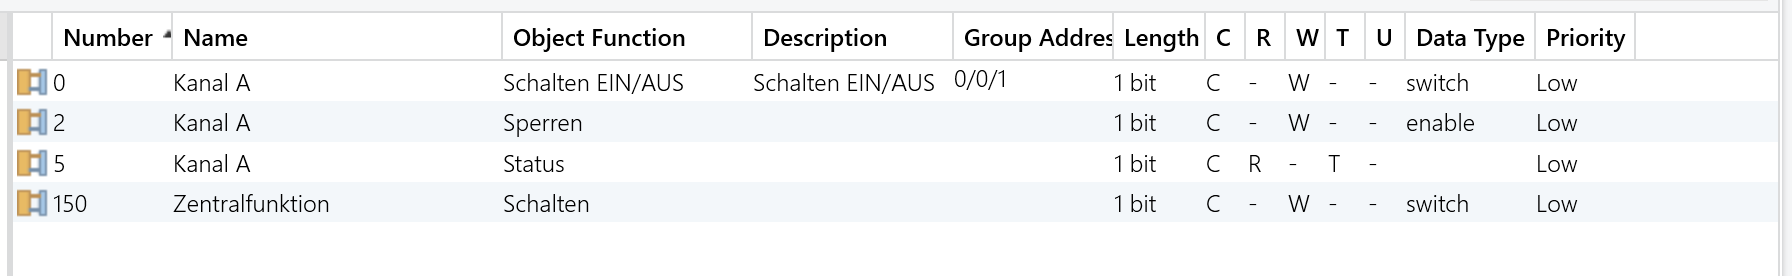 Number Name Object Function Description Group Addres Length C R W T U Data Type Priority
0 Kanal A Schalten EIN/AUS Schalten EIN/AUS 0/0/1 1 bit C - W - - switch Low
2 Kanal A Sperren 1 bit C - W - - enable Low
5 Kanal A Status 1 bit C R - T - Low
150 Zentralfunktion Schalten 1 bit C - W - - switch Low